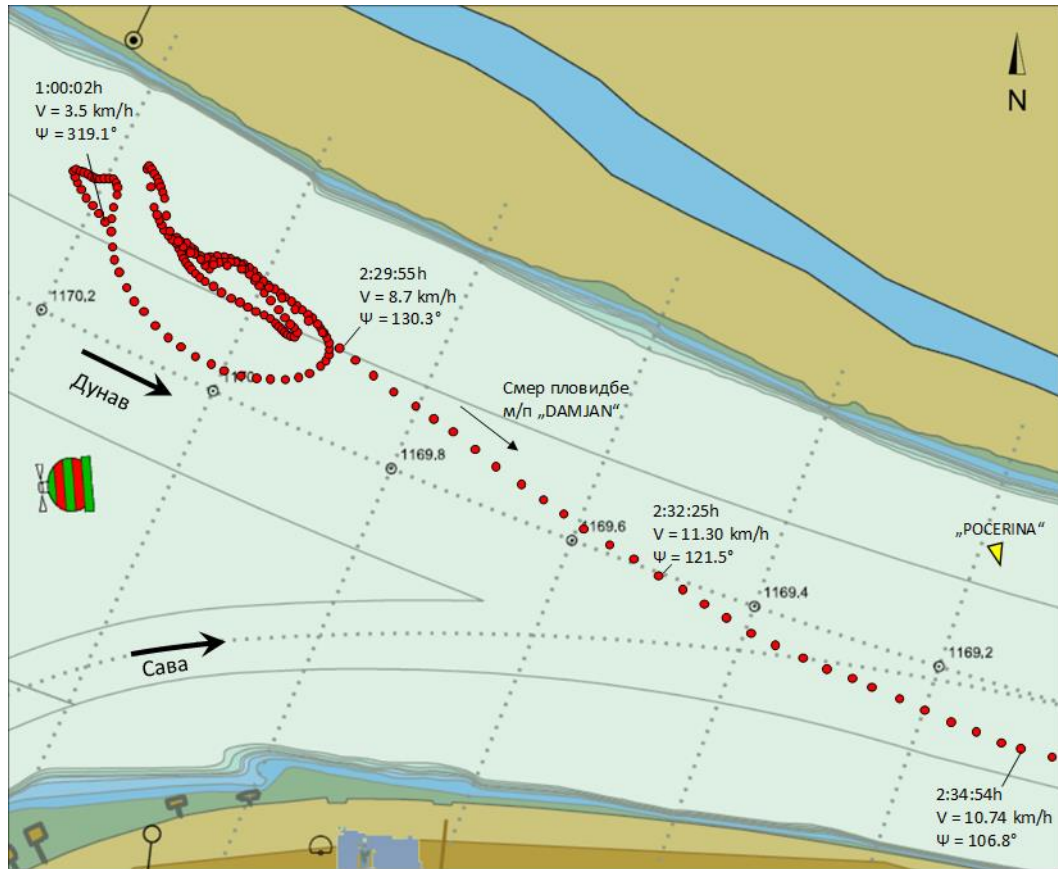 N
1:00:02h
V = 3.5 km/h
Ψ = 319.1°
2:29:55h
V = 8.7 km/h
Ψ = 130.3°
1170,2
Дунав
1170
Смер пловидбе
м/п „DAMJAN“
1169,8
1169,6
2:32:25h
V = 11.30 km/h
Ψ = 121.5°
„POCERINA“
1169,4
Сава
1169,2
2:34:54h
V = 10.74 km/h
Ψ = 106.8°